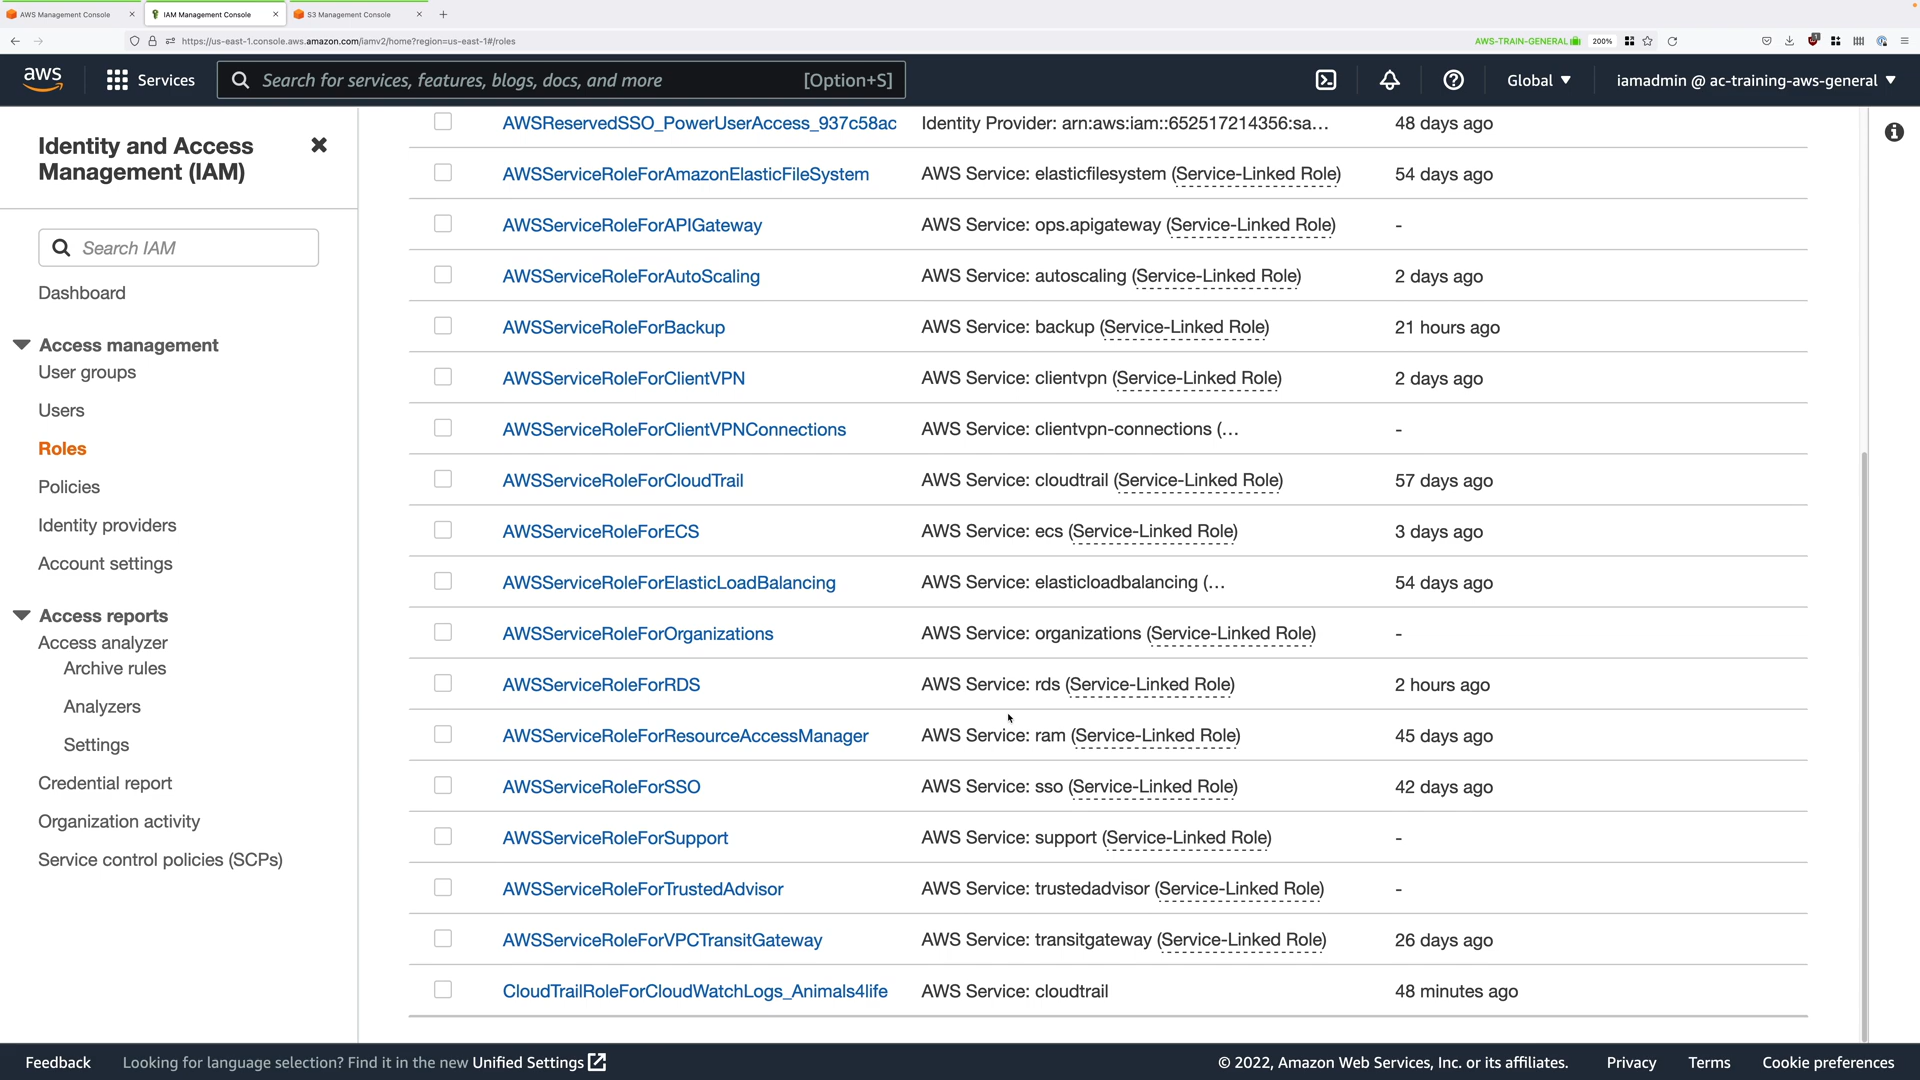 AWS Management Console
IAM Management Console
S3 Management Console
https://us-east-1.console.aws.amazon.com/iamv2/home?region=us-east-1#/roles
AWS-TRAIN-GENERAL
200%
aws
Services
Search for services, features, blogs, docs, and more
[Option+S]
Global
iamadmin @ ac-training-aws-general
Identity and Access
Management (IAM)
Search IAM
Dashboard
Access management
User groups
Users
Roles
Policies
Identity providers
Account settings
Access reports
Access analyzer
Archive rules
Analyzers
Settings
Credential report
Organization activity
Service control policies (SCPs)
AWSReservedSSO_PowerUserAccess_937c58ac Identity Provider: arn:aws:iam::652517214356:sa... 48 days ago
AWSServiceRoleForAmazonElasticFileSystem AWS Service: elasticfilesystem (Service-Linked Role) 54 days ago
AWSServiceRoleForAPIGateway AWS Service: ops.apigateway (Service-Linked Role) -
AWSServiceRoleForAutoScaling AWS Service: autoscaling (Service-Linked Role) 2 days ago
AWSServiceRoleForBackup AWS Service: backup (Service-Linked Role) 21 hours ago
AWSServiceRoleForClientVPN AWS Service: clientvpn (Service-Linked Role) 2 days ago
AWSServiceRoleForClientVPNConnections AWS Service: clientvpn-connections (... -
AWSServiceRoleForCloudTrail AWS Service: cloudtrail (Service-Linked Role) 57 days ago
AWSServiceRoleForECS AWS Service: ecs (Service-Linked Role) 3 days ago
AWSServiceRoleForElasticLoadBalancing AWS Service: elasticloadbalancing (... 54 days ago
AWSServiceRoleForOrganizations AWS Service: organizations (Service-Linked Role) -
AWSServiceRoleForRDS AWS Service: rds (Service-Linked Role) 2 hours ago
AWSServiceRoleForResourceAccessManager AWS Service: ram (Service-Linked Role) 45 days ago
AWSServiceRoleForSSO AWS Service: sso (Service-Linked Role) 42 days ago
AWSServiceRoleForSupport AWS Service: support (Service-Linked Role) -
AWSServiceRoleForTrustedAdvisor AWS Service: trustedadvisor (Service-Linked Role) -
AWSServiceRoleForVPCTransitGateway AWS Service: transitgateway (Service-Linked Role) 26 days ago
CloudTrailRoleForCloudWatchLogs_Animals4life AWS Service: cloudtrail 48 minutes ago
Feedback
Looking for language selection? Find it in the new Unified Settings
© 2022, Amazon Web Services, Inc. or its affiliates.
Privacy
Terms
Cookie preferences